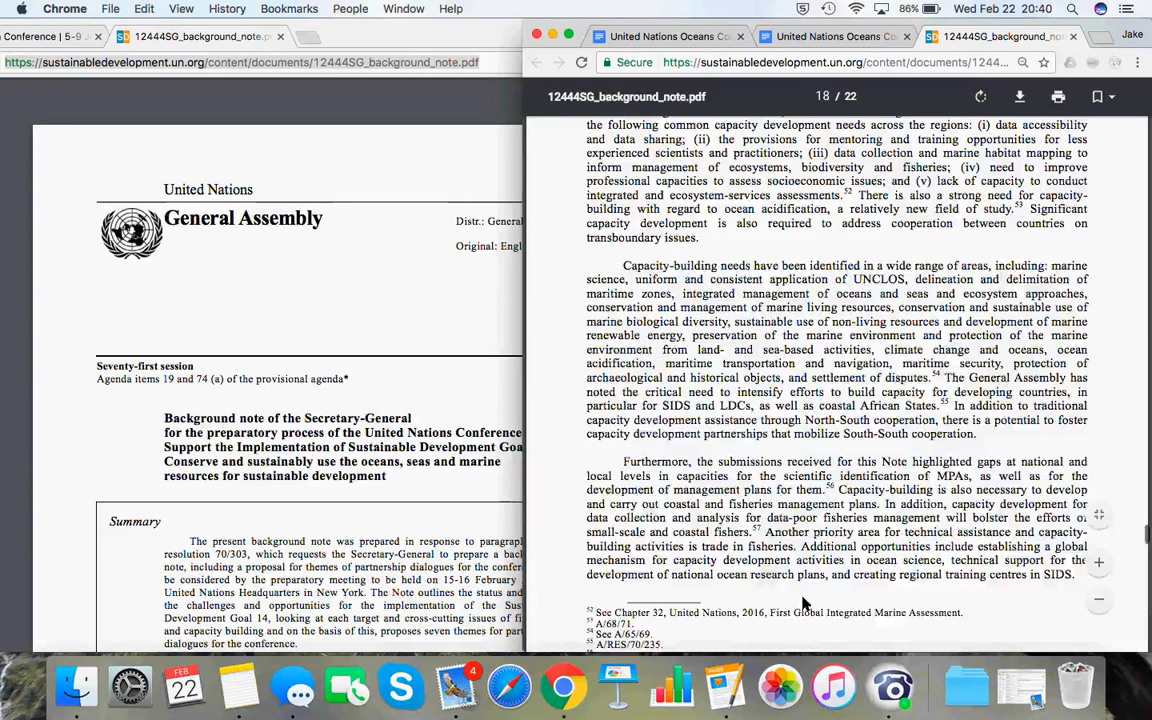 Chrome File Edit View History Bookmarks People Window Help 86% Wed Feb 22 20:40
Conference | 5-9 J
12444SG_background_note.p
https://sustainabledevelopment.un.org/content/documents/12444SG_background_note.pdf
United Nations
General Assembly
Distr.: General
Original: Engl
Seventy-first session
Agenda items 19 and 74 (a) of the provisional agenda*
Background note of the Secretary-General
for the preparatory process of the United Nations Conference
Support the Implementation of Sustainable Development Goa
Conserve and sustainably use the oceans, seas and marine
resources for sustainable development
Summary
The present background note was prepared in response to paragrap
resolution 70/303, which requests the Secretary-General to prepare a back
note, including a proposal for themes of partnership dialogues for the confer
be considered by the preparatory meeting to be held on 15-16 February
United Nations Headquarters in New York. The Note outlines the status and
the challenges and opportunities for the implementation of the Sus
Development Goal 14, looking at each target and cross-cutting issues of fi
and capacity building and on the basis of this, proposes seven themes for part
dialogues for the conference.
United Nations Oceans C
United Nations Oceans C
12444SG_background_no
Jake
Secure https://sustainabledevelopment.un.org/content/documents/12444...
12444SG_background_note.pdf 18 / 22
the following common capacity development needs across the regions: (i) data accessibility
and data sharing; (ii) the provisions for mentoring and training opportunities for less
experienced scientists and practitioners; (iii) data collection and marine habitat mapping to
inform management of ecosystems, biodiversity and fisheries; (iv) need to improve
professional capacities to assess socioeconomic issues; and (v) lack of capacity to conduct
integrated and ecosystem-services assessments.52 There is also a strong need for capacity-
building with regard to ocean acidification, a relatively new field of study.53 Significant
capacity development is also required to address cooperation between countries on
transboundary issues.
Capacity-building needs have been identified in a wide range of areas, including: marine
science, uniform and consistent application of UNCLOS, delineation and delimitation of
maritime zones, integrated management of oceans and seas and ecosystem approaches,
conservation and management of marine living resources, conservation and sustainable use of
marine biological diversity, sustainable use of non-living resources and development of marine
renewable energy, preservation of the marine environment and protection of the marine
environment from land- and sea-based activities, climate change and oceans, ocean
acidification, maritime transportation and navigation, maritime security, protection of
archaeological and historical objects, and settlement of disputes.54 The General Assembly has
noted the critical need to intensify efforts to build capacity for developing countries, in
particular for SIDS and LDCs, as well as coastal African States.55 In addition to traditional
capacity development assistance through North-South cooperation, there is a potential to foster
capacity development partnerships that mobilize South-South cooperation.
Furthermore, the submissions received for this Note highlighted gaps at national and
local levels in capacities for the scientific identification of MPAs, as well as for the
development of management plans for them.56 Capacity-building is also necessary to develop
and carry out coastal and fisheries management plans. In addition, capacity development for
data collection and analysis for data-poor fisheries management will bolster the efforts of
small-scale and coastal fishers.57 Another priority area for technical assistance and capacity-
building activities is trade in fisheries. Additional opportunities include establishing a global
mechanism for capacity development activities in ocean science, technical support for the
development of national ocean research plans, and creating regional training centres in SIDS.
52 See Chapter 32, United Nations, 2016, First Global Integrated Marine Assessment.
53 A/68/71.
54 See A/65/69.
55 A/RES/70/235.
FEB
22
4